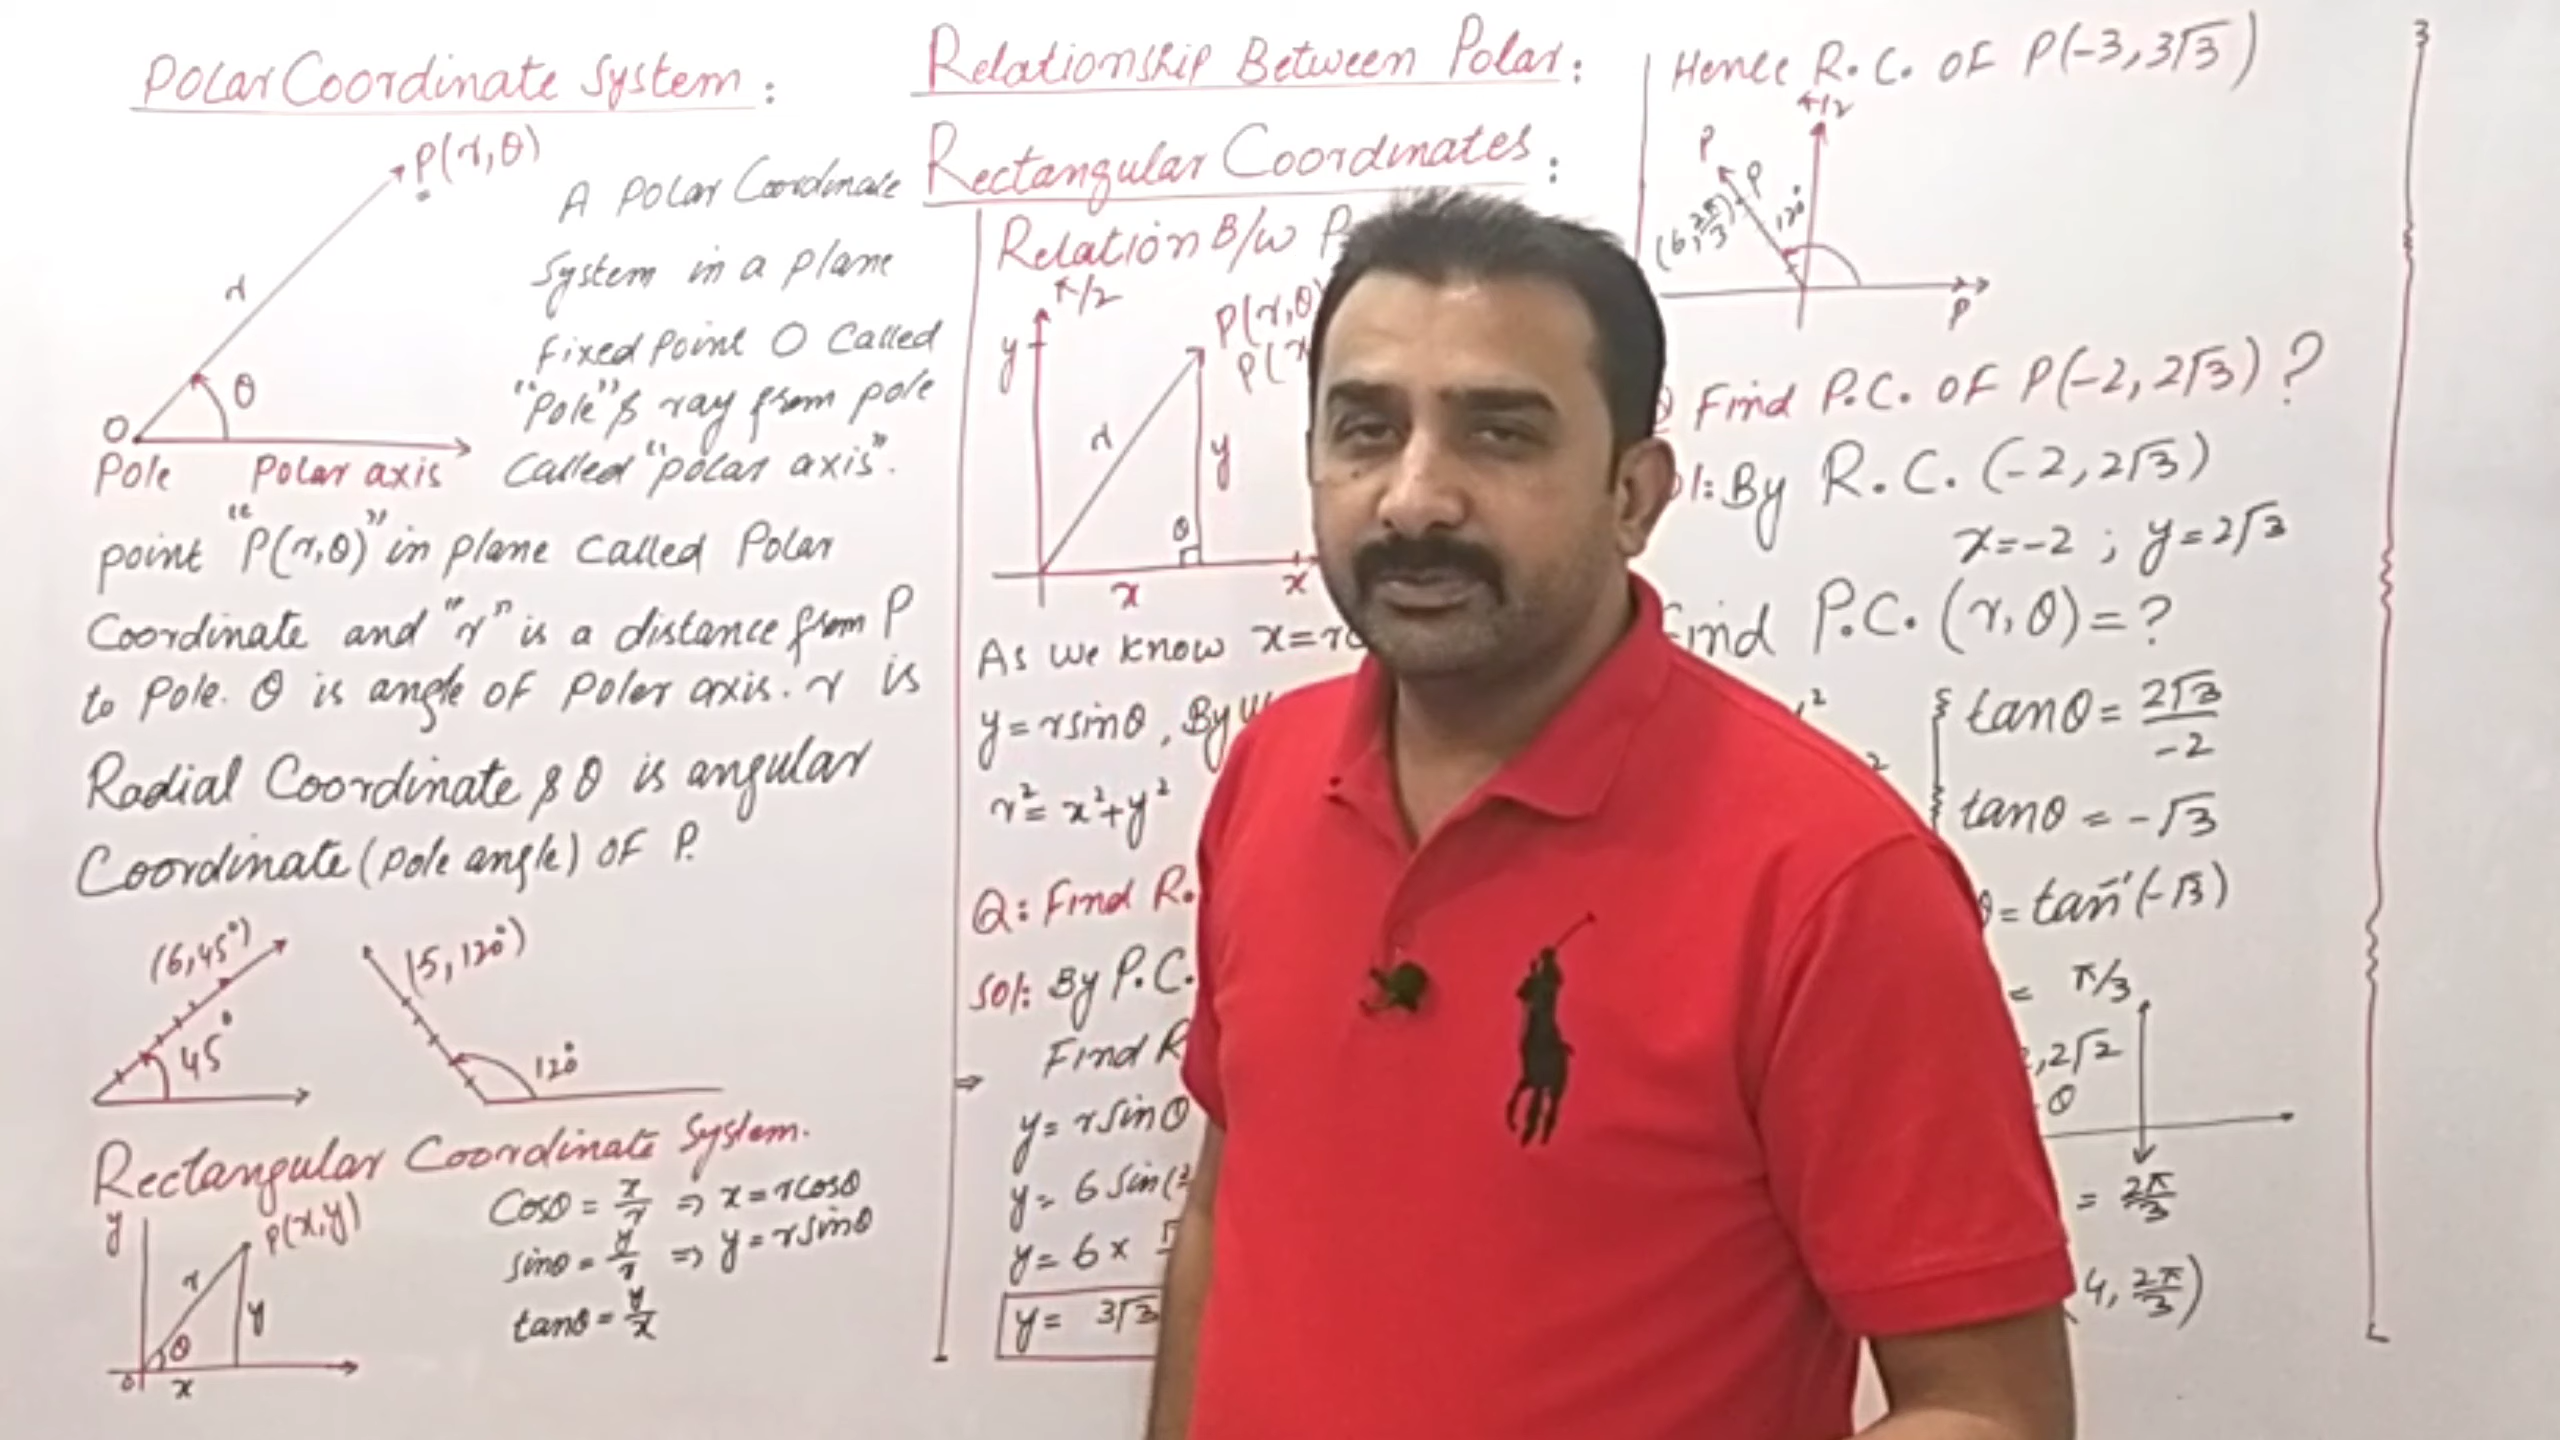 Polar Coordinate System:
P(r,θ)
r
θ
O
Pole Polar axis
A Polar Coordinate
System in a plane
Fixed Point O Called
"Pole" & ray from pole
Called "polar axis".
point "P(r,θ)" in plane called Polar
Coordinate and "r" is a distance from P
to Pole. θ is angle of Polar axis. r is
Radial Coordinate & θ is angular
Coordinate (Pole angle) of P.
(6,45°)
45°
(5,120°)
120°
Rectangular Coordinate System.
y
P(x,y)
r
y
θ
0
x
Cosθ = x/r ⇒ x=rcosθ
sinθ = y/r ⇒ y=rsinθ
tanθ = y/x
Relationship Between Polar:
Rectangular Coordinates:
Relation B/w P
π/2
y
P(r,θ)
P(x
r
y
θ
x
x
As we know x=rc
y=rsinθ, By
r²=x²+y²
Q: Find R.
Sol: By P.C.
Find R
⇒
y=rsinθ
y= 6 sin(2
y= 6×
y= 3√3
Hence R.C. OF P(-3,3√3)
π/2
P
P
(6,2π/3)
120°
P
Find P.C. OF P(-2,2√3)?
By R.C. (-2,2√3)
x=-2 ; y=2√3
Find P.C. (r,θ)=?
tanθ= 2√3/-2
tanθ = -√3
θ= tan⁻¹(-√3)
= π/3
,2√2
θ
= 2π/3
4, 2π/3)